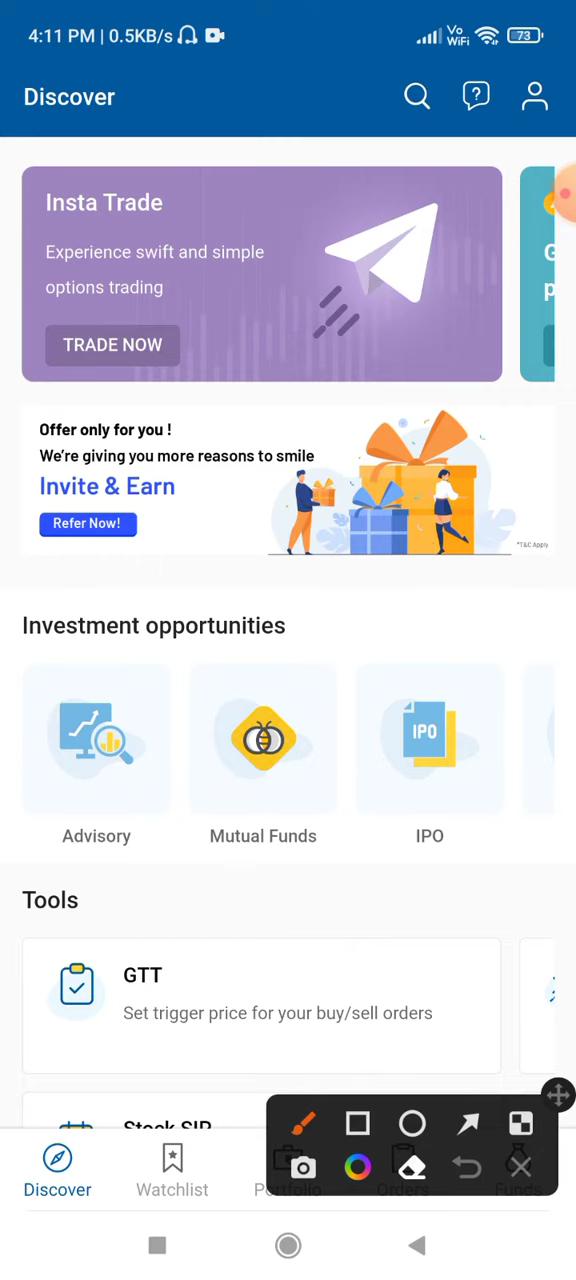 4:11 PM | 0.5KB/s
Vo
WiFi
73
Discover
Insta Trade
Experience swift and simple
options trading
TRADE NOW
G
p
Offer only for you !
We're giving you more reasons to smile
Invite & Earn
Refer Now!
*T&C Apply
Investment opportunities
IPO
Advisory
Mutual Funds
IPO
Tools
GTT
Set trigger price for your buy/sell orders
Stock SIP
Discover
Watchlist
Portfolio
Orders
Funds